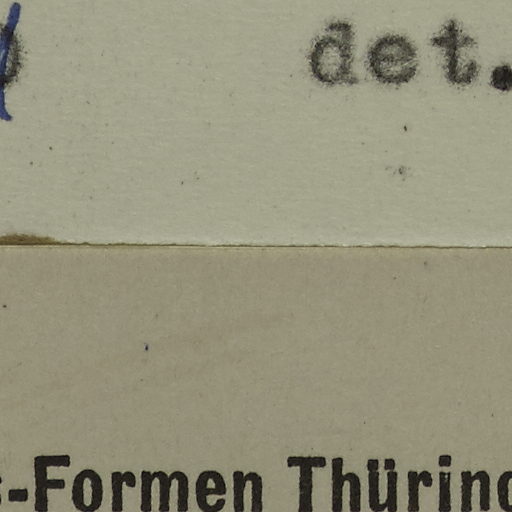 det.
-Formen Thürin